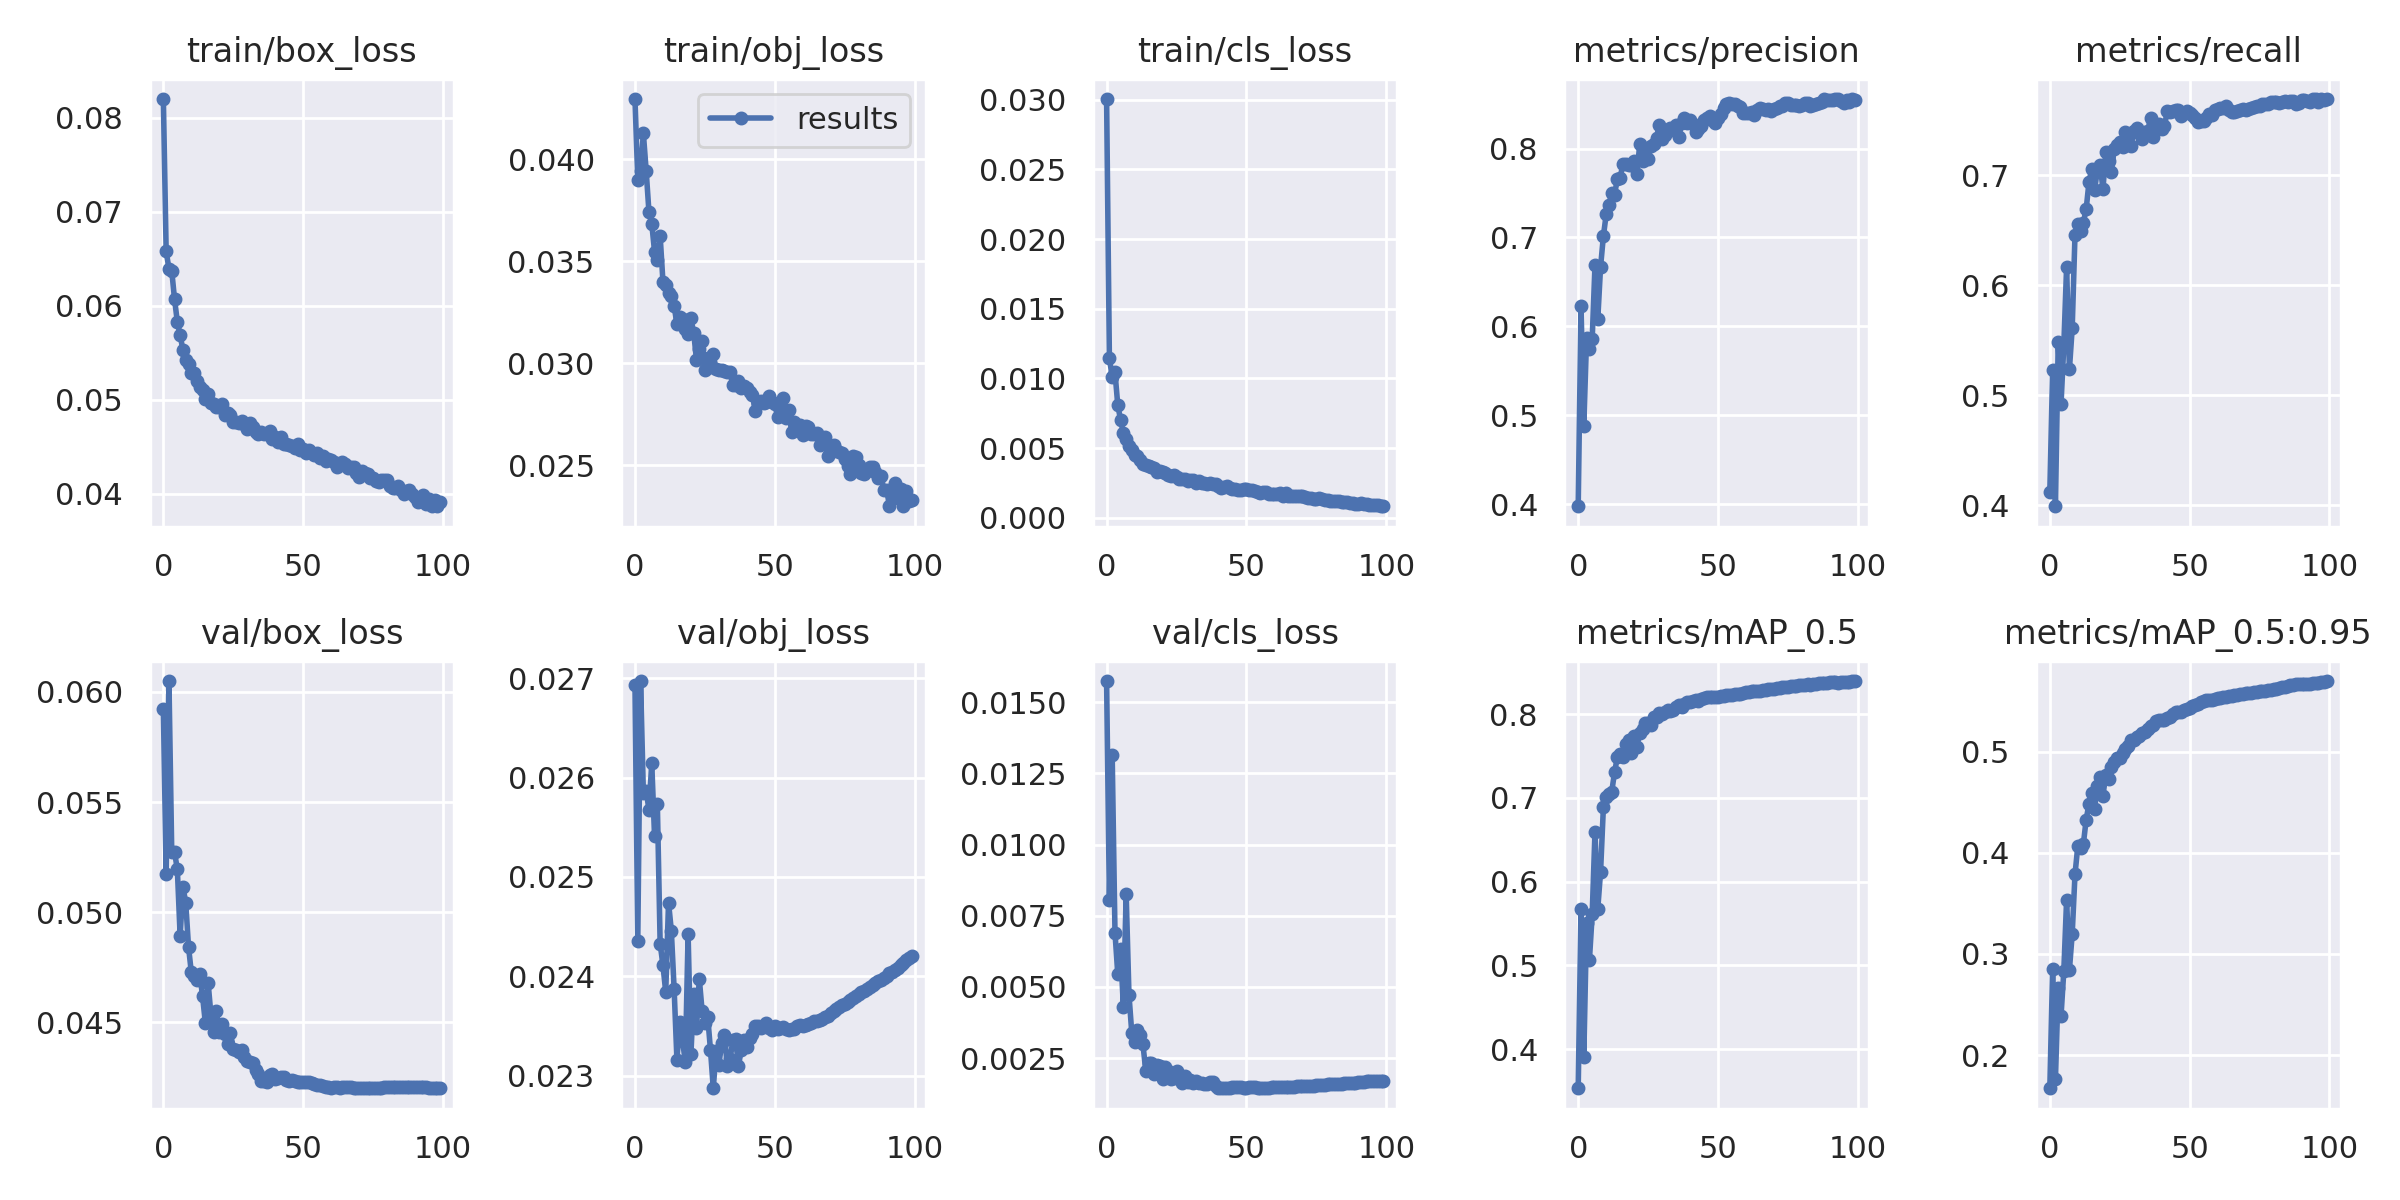 train/box_loss
0.08
0.07
0.06
0.05
0.04
0 50 100
train/obj_loss
results
0.040
0.035
0.030
0.025
0 50 100
train/cls_loss
0.030
0.025
0.020
0.015
0.010
0.005
0.000
0 50 100
metrics/precision
0.8
0.7
0.6
0.5
0.4
0 50 100
metrics/recall
0.7
0.6
0.5
0.4
0 50 100
val/box_loss
0.060
0.055
0.050
0.045
0 50 100
val/obj_loss
0.027
0.026
0.025
0.024
0.023
0 50 100
val/cls_loss
0.0150
0.0125
0.0100
0.0075
0.0050
0.0025
0 50 100
metrics/mAP_0.5
0.8
0.7
0.6
0.5
0.4
0 50 100
metrics/mAP_0.5:0.95
0.5
0.4
0.3
0.2
0 50 100